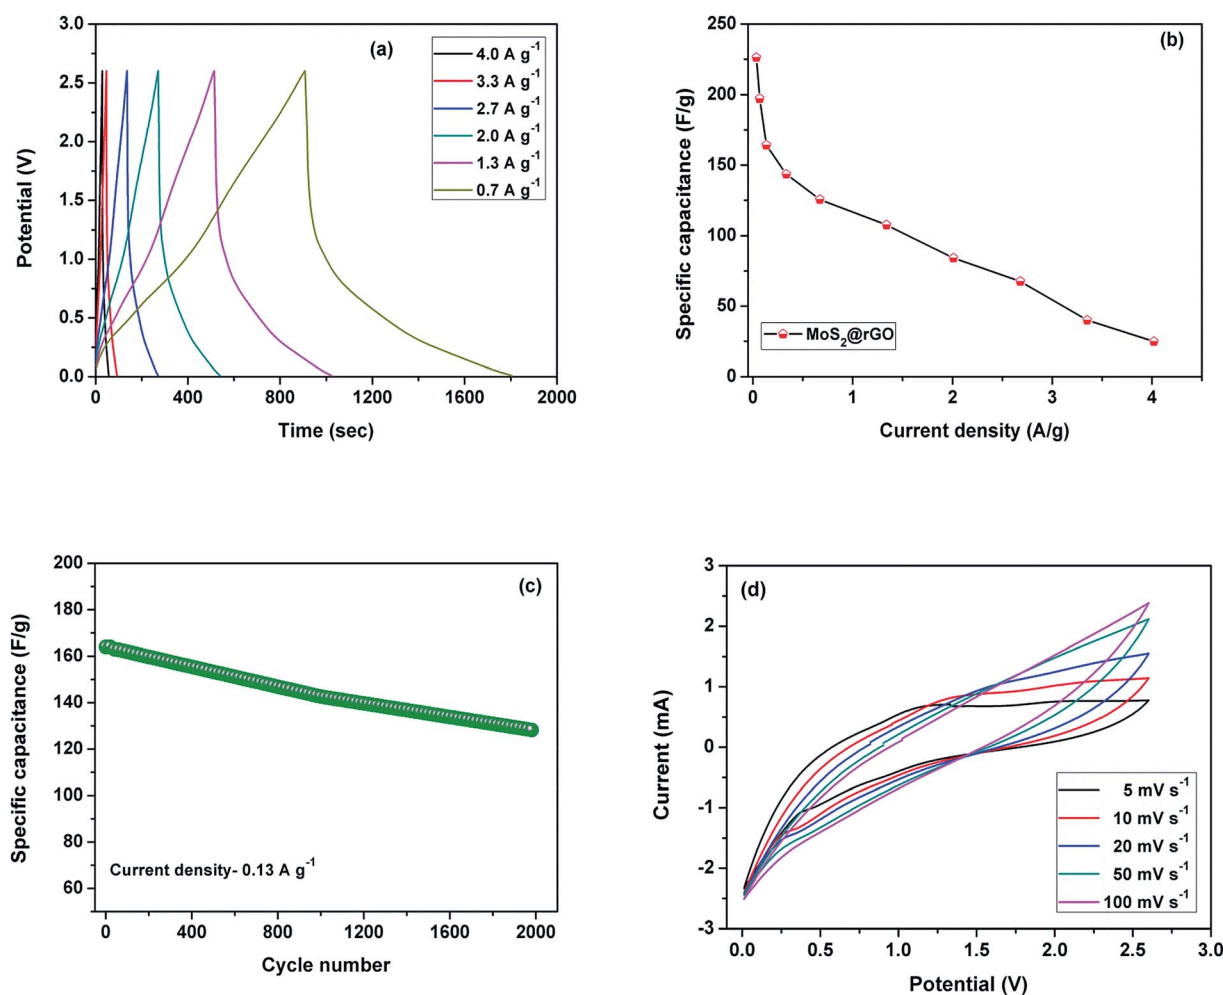 (a)
3.0
2.5
2.0
1.5
1.0
0.5
0.0
Potential (V)
4.0 A g⁻¹
3.3 A g⁻¹
2.7 A g⁻¹
2.0 A g⁻¹
1.3 A g⁻¹
0.7 A g⁻¹
0 400 800 1200 1600 2000
Time (sec)
(b)
250
200
150
100
50
0
Specific capacitance (F/g)
MoS₂@rGO
0 1 2 3 4
Current density (A/g)
(c)
200
180
160
140
120
100
80
60
Specific capacitance (F/g)
Current density- 0.13 A g⁻¹
0 400 800 1200 1600 2000
Cycle number
(d)
3
2
1
0
-1
-2
-3
Current (mA)
5 mV s⁻¹
10 mV s⁻¹
20 mV s⁻¹
50 mV s⁻¹
100 mV s⁻¹
0.0 0.5 1.0 1.5 2.0 2.5 3.0
Potential (V)